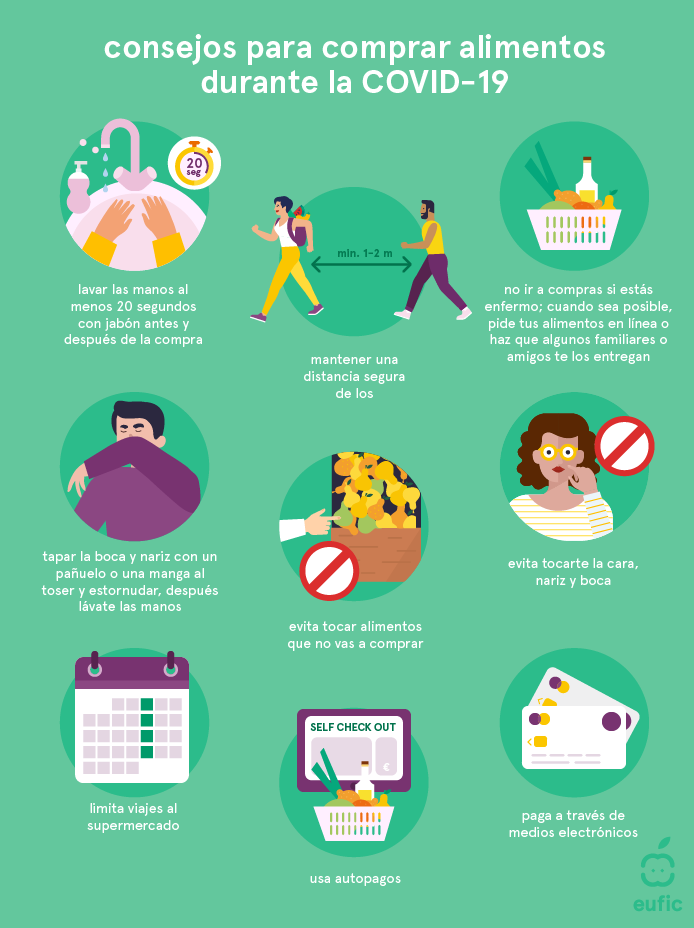 consejos para comprar alimentos
durante la COVID-19
20
seg
lavar las manos al
menos 20 segundos
con jabón antes y
después de la compra
min. 1-2 m
mantener una
distancia segura
de los
no ir a compras si estás
enfermo; cuando sea posible,
pide tus alimentos en línea o
haz que algunos familiares o
amigos te los entregan
tapar la boca y nariz con un
pañuelo o una manga al
toser y estornudar, después
lávate las manos
evita tocar alimentos
que no vas a comprar
evita tocarte la cara,
nariz y boca
limita viajes al
supermercado
SELF CHECK OUT
€
usa autopagos
paga a través de
medios electrónicos
eufic